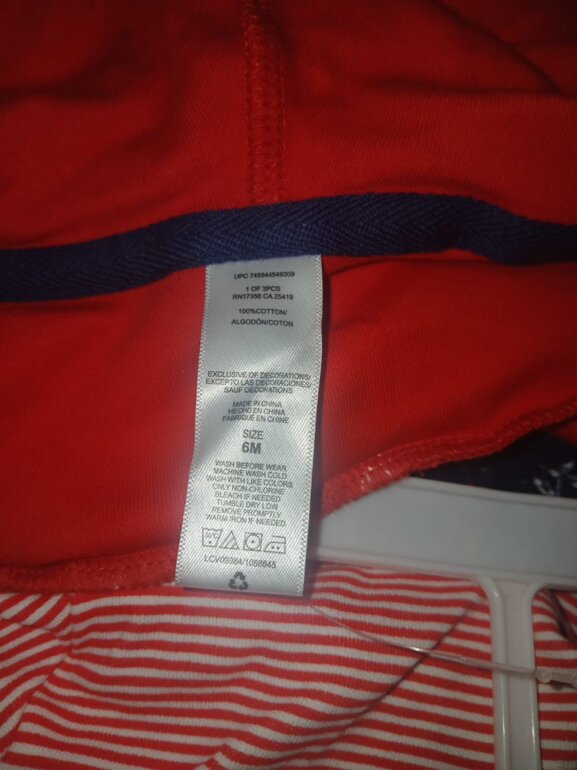 UPC 745644549309
1 OF 3PCS
RN17356 CA 25419
100%COTTON/
ALGODÓN/COTON
EXCLUSIVE OF DECORATIONS/
EXCEPTO LAS DECORACIONES/
SAUF DÉCORATIONS
MADE IN CHINA
HECHO EN CHINA
FABRIQUÉ EN CHINE
SIZE
6M
WASH BEFORE WEAR
MACHINE WASH COLD
WASH WITH LIKE COLORS
ONLY NON-CHLORINE
BLEACH IF NEEDED
TUMBLE DRY LOW
REMOVE PROMPTLY
WARM IRON IF NEEDED
LCV09284/1056645